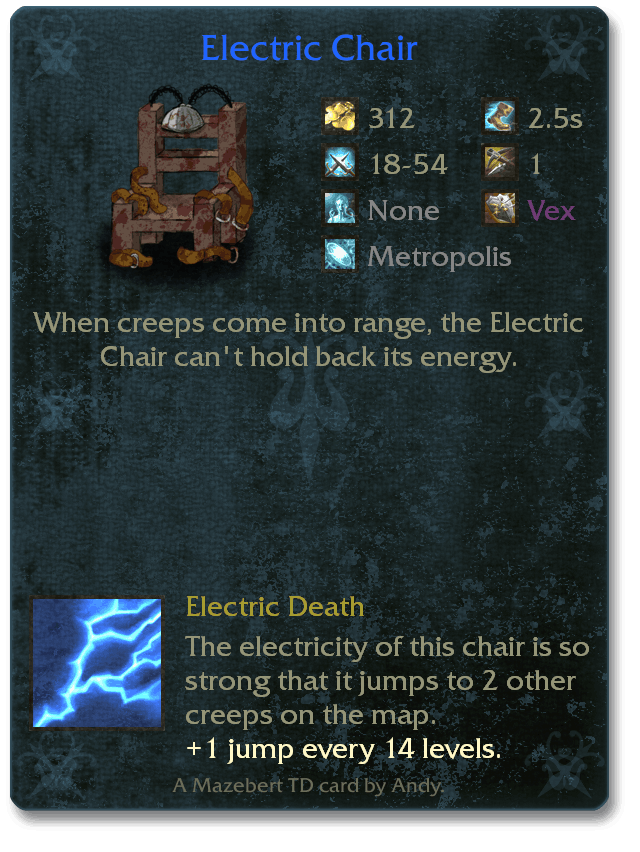 Electric Chair
312 2.5s
18-54 1
None Vex
Metropolis
When creeps come into range, the Electric
Chair can't hold back its energy.
Electric Death
The electricity of this chair is so
strong that it jumps to 2 other
creeps on the map.
+1 jump every 14 levels.
A Mazebert TD card by Andy.